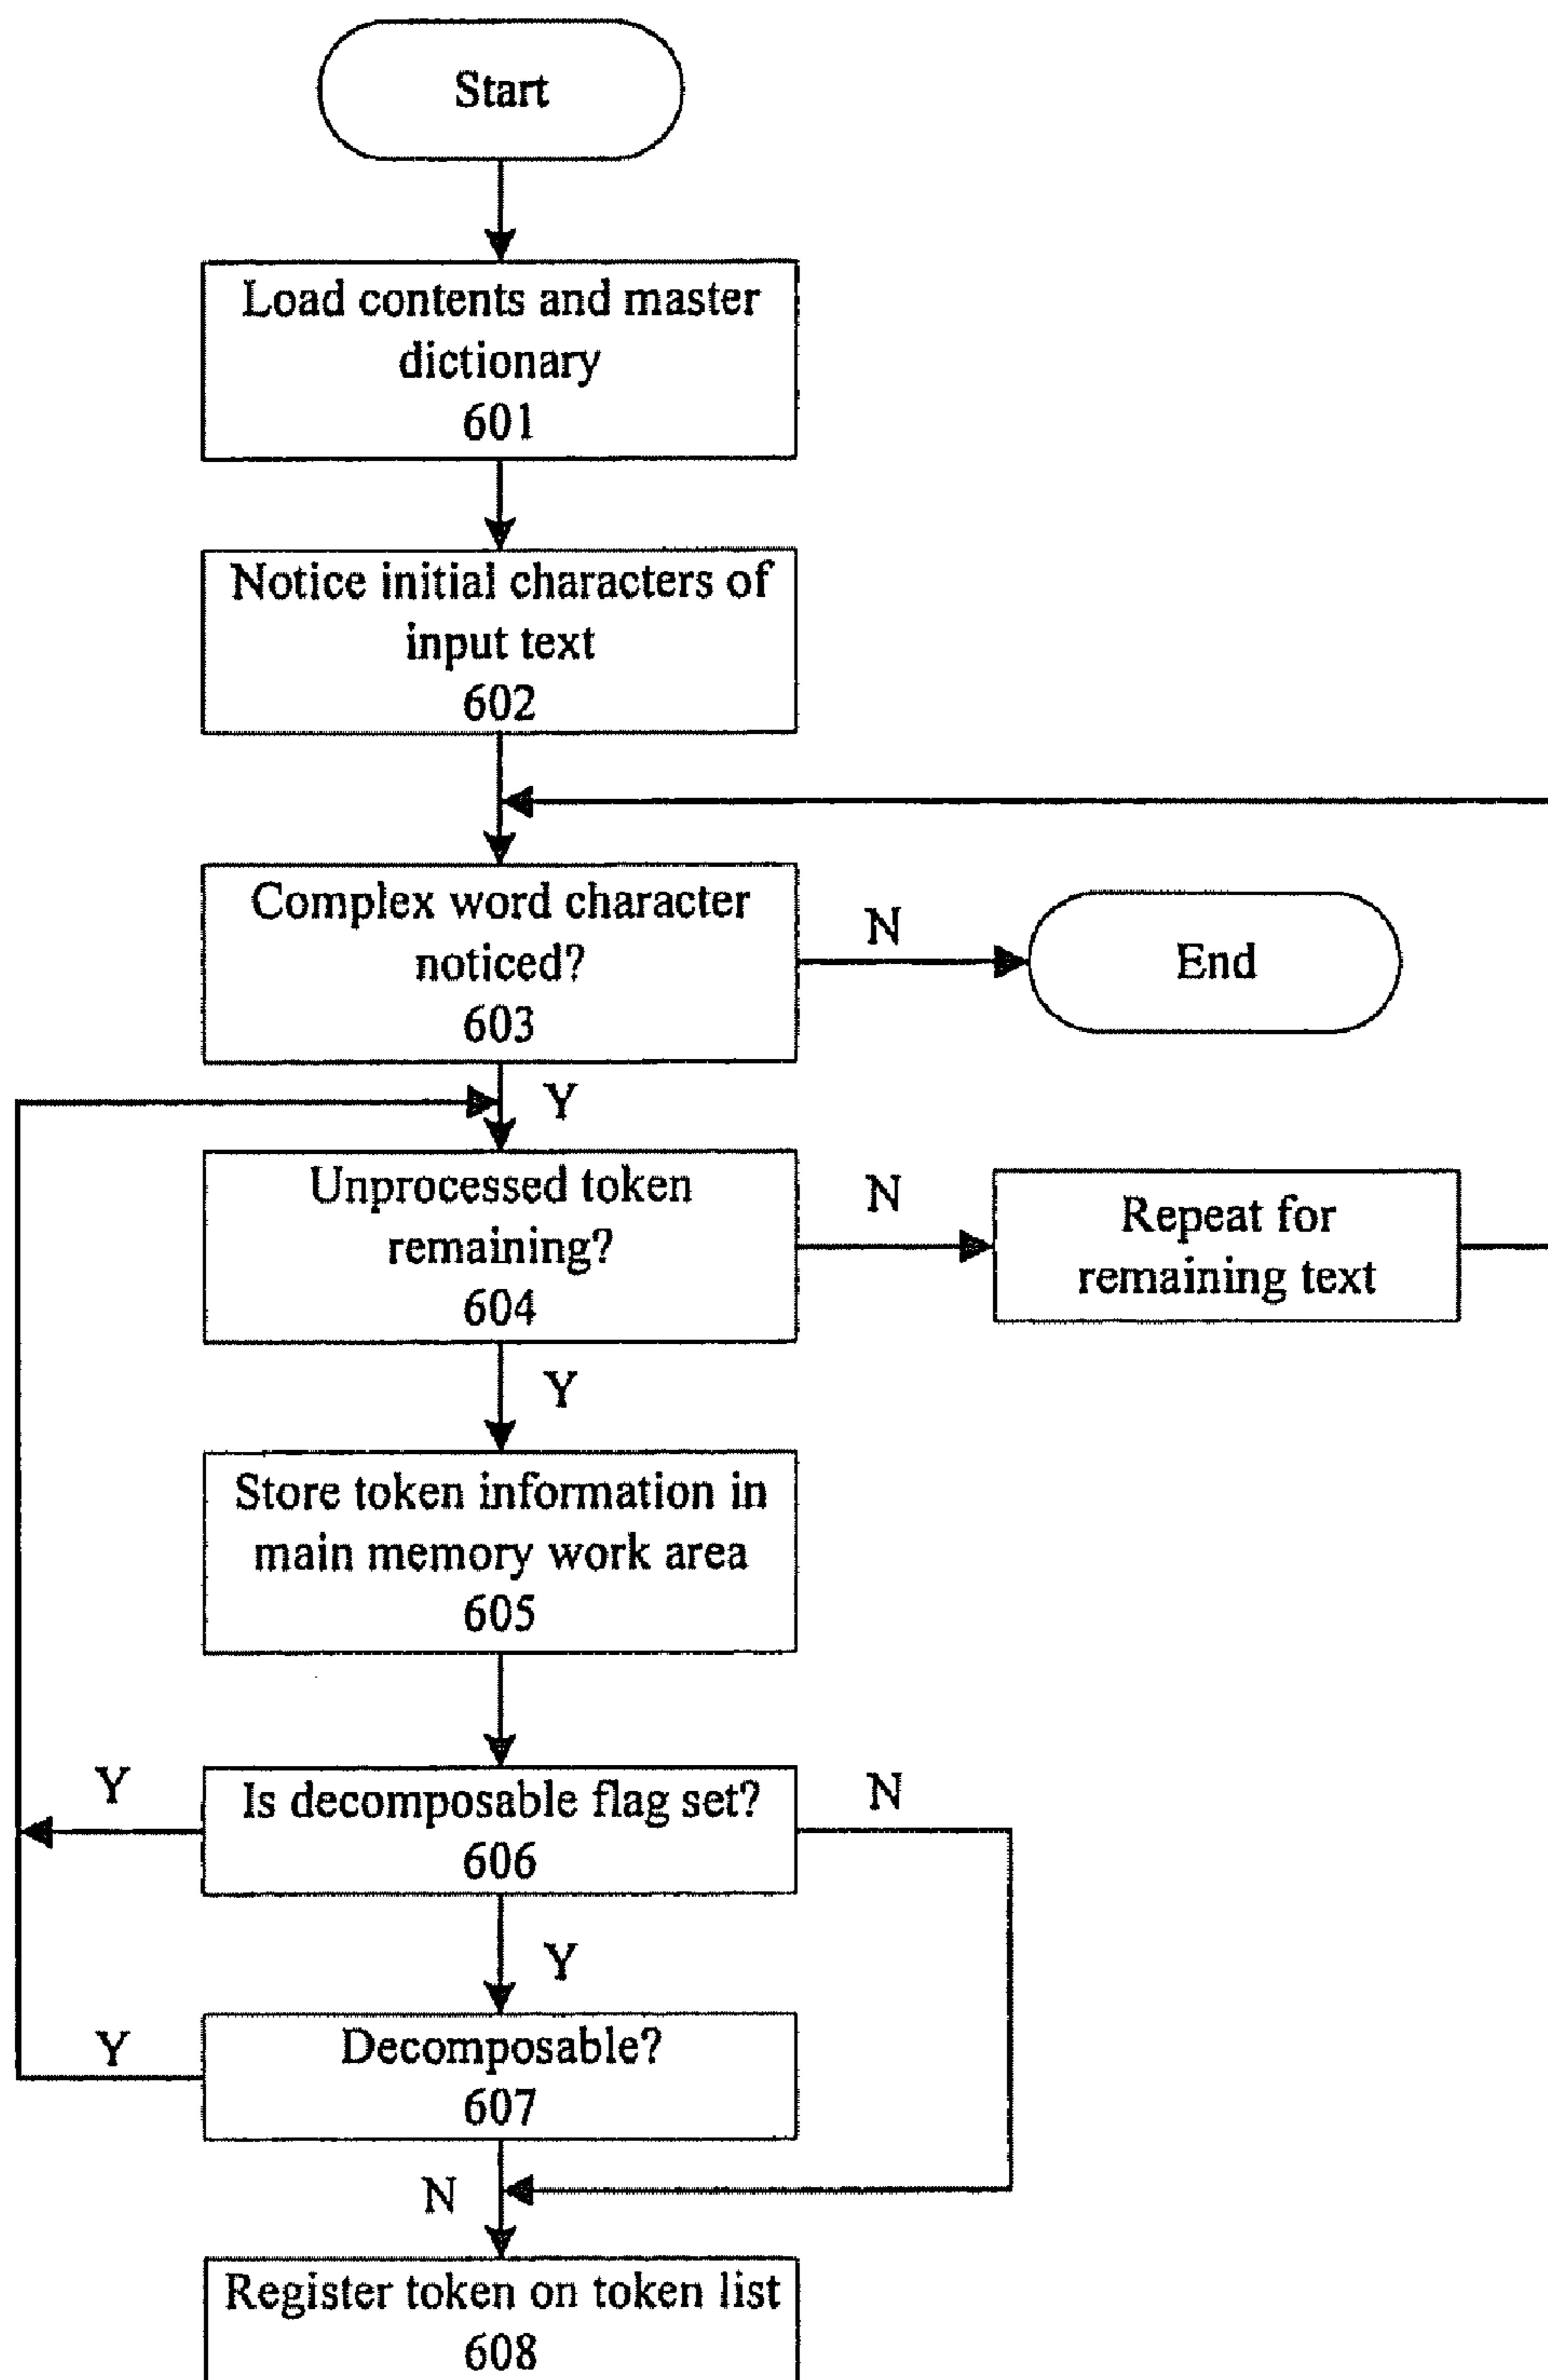 Start
Load contents and master
dictionary
601
Notice initial characters of
input text
602
Complex word character
noticed?
603
N
End
Y
Unprocessed token
remaining?
604
N
Repeat for
remaining text
Y
Store token information in
main memory work area
605
Y
Is decomposable flag set?
606
N
Y
Y
Decomposable?
607
N
Register token on token list
608